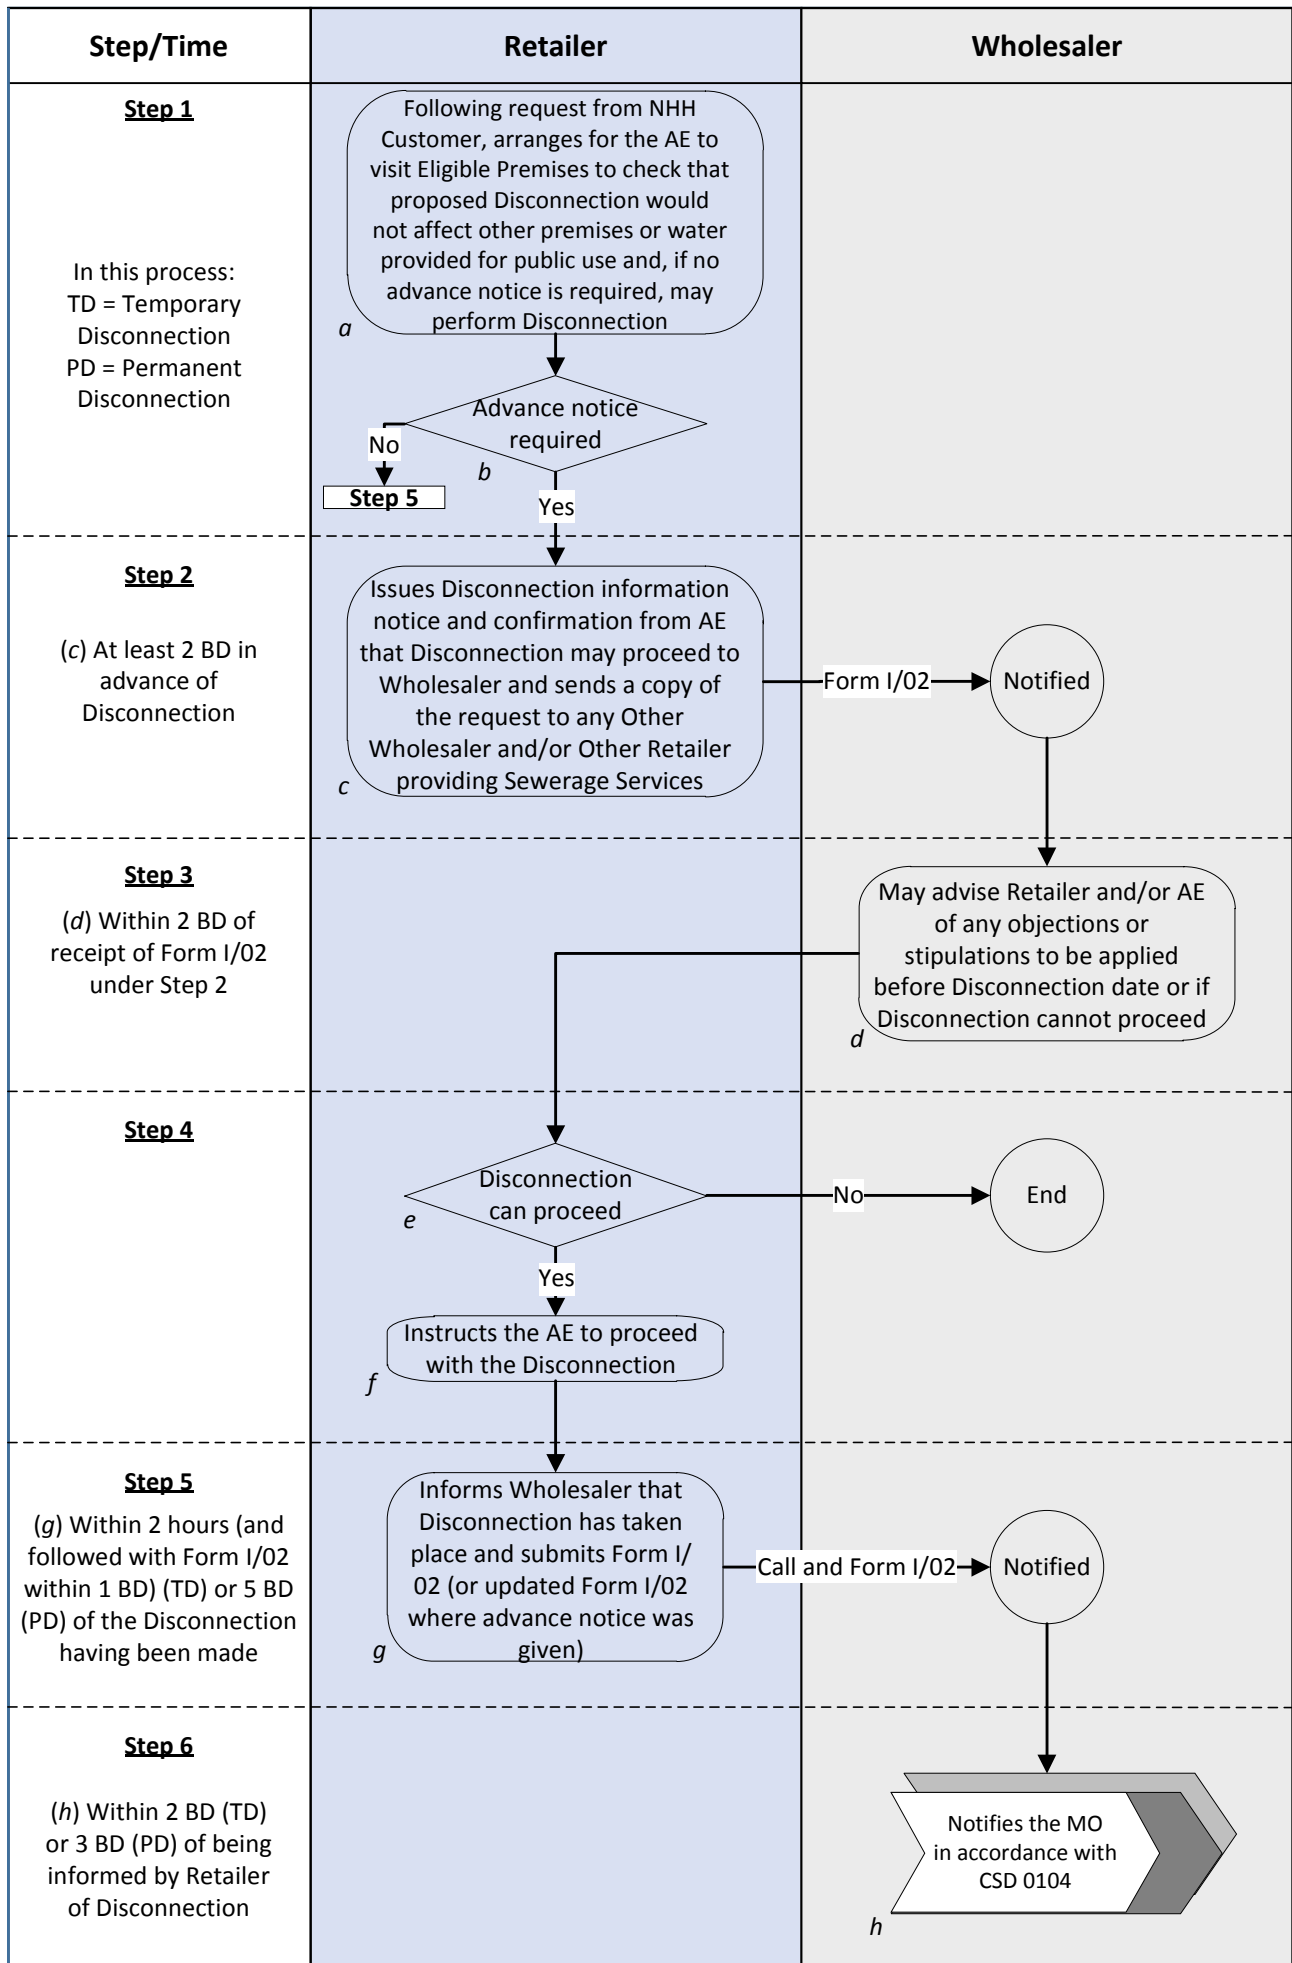 Step/Time
Retailer
Wholesaler
Step 1
In this process:
TD = Temporary
Disconnection
PD = Permanent
Disconnection
Following request from NHH
Customer, arranges for the AE to
visit Eligible Premises to check that
proposed Disconnection would
not affect other premises or water
provided for public use and, if no
advance notice is required, may
perform Disconnection
a
Advance notice
required
b
No
Step 5
Yes
Step 2
(c) At least 2 BD in
advance of
Disconnection
Issues Disconnection information
notice and confirmation from AE
that Disconnection may proceed to
Wholesaler and sends a copy of
the request to any Other
Wholesaler and/or Other Retailer
providing Sewerage Services
c
Form I/02
Notified
Step 3
(d) Within 2 BD of
receipt of Form I/02
under Step 2
May advise Retailer and/or AE
of any objections or
stipulations to be applied
before Disconnection date or if
Disconnection cannot proceed
d
Step 4
Disconnection
can proceed
e
No
End
Yes
Instructs the AE to proceed
with the Disconnection
f
Step 5
(g) Within 2 hours (and
followed with Form I/02
within 1 BD) (TD) or 5 BD
(PD) of the Disconnection
having been made
Informs Wholesaler that
Disconnection has taken
place and submits Form I/
02 (or updated Form I/02
where advance notice was
given)
g
Call and Form I/02
Notified
Step 6
(h) Within 2 BD (TD)
or 3 BD (PD) of being
informed by Retailer
of Disconnection
Notifies the MO
in accordance with
CSD 0104
h